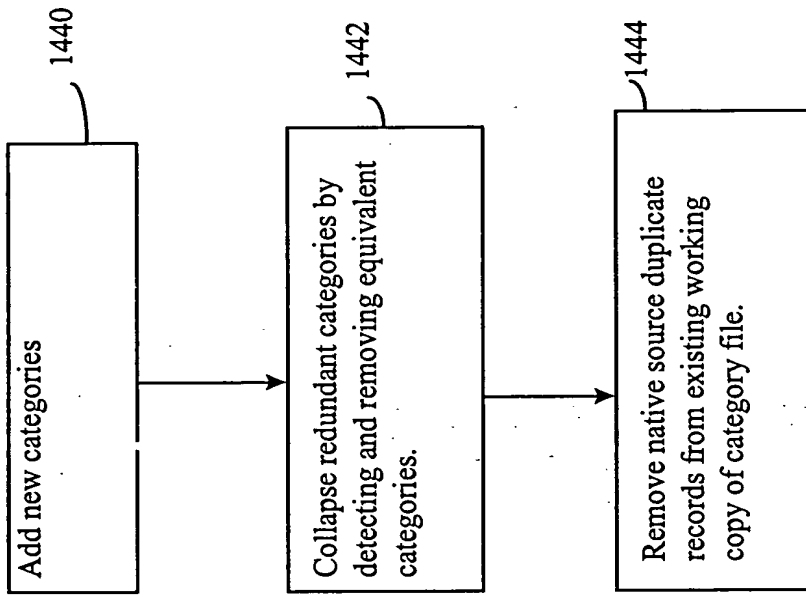 1440
Add new categories
1442
Collapse redundant categories by
detecting and removing equivalent
categories.
1444
Remove native source duplicate
records from existing working
copy of category file.